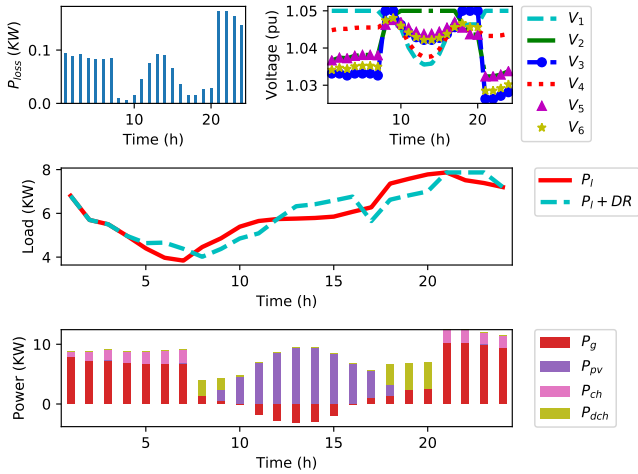 P_loss (KW)
0.1
0.0
10
20
Time (h)
Voltage (pu)
1.05
1.04
1.03
10
20
Time (h)
V_1
V_2
V_3
V_4
V_5
V_6
Load (KW)
8
6
4
5
10
15
20
Time (h)
P_l
P_l + DR
Power (KW)
10
0
5
10
15
20
Time (h)
P_g
P_pv
P_ch
P_dch